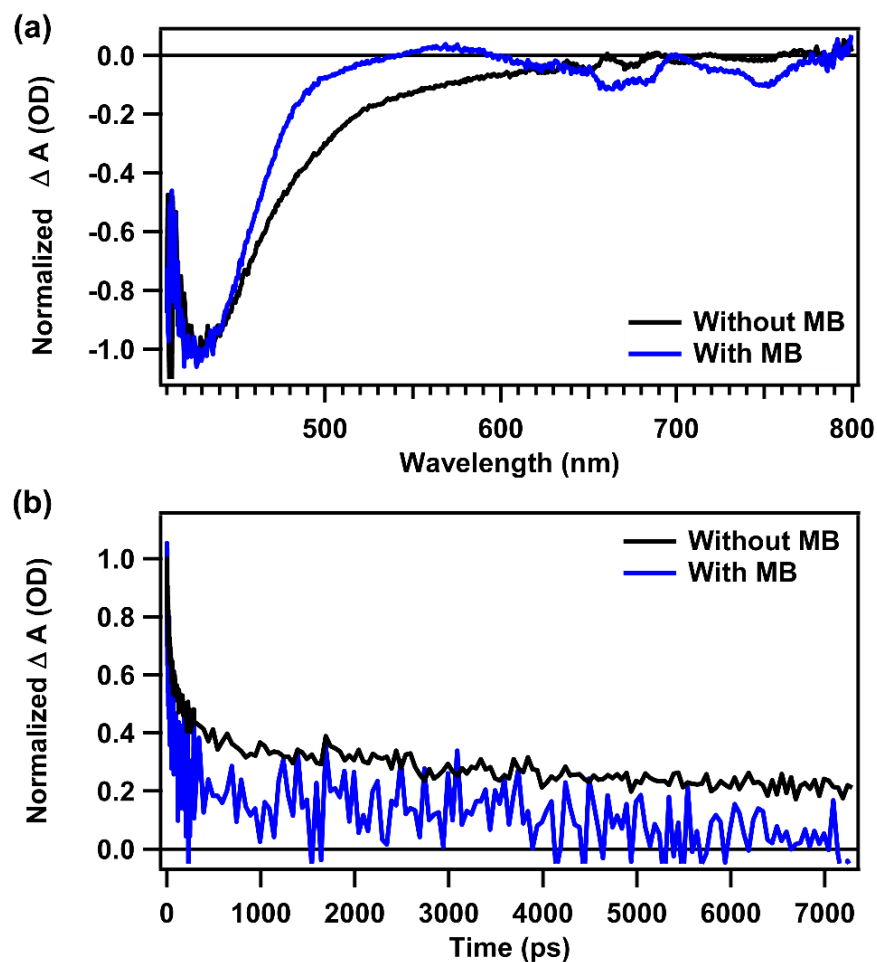 (a)
Normalized Δ A (OD)
0.0
-0.2
-0.4
-0.6
-0.8
-1.0
Without MB
With MB
500
600
700
800
Wavelength (nm)
(b)
Normalized Δ A (OD)
1.0
0.8
0.6
0.4
0.2
0.0
Without MB
With MB
0
1000
2000
3000
4000
5000
6000
7000
Time (ps)